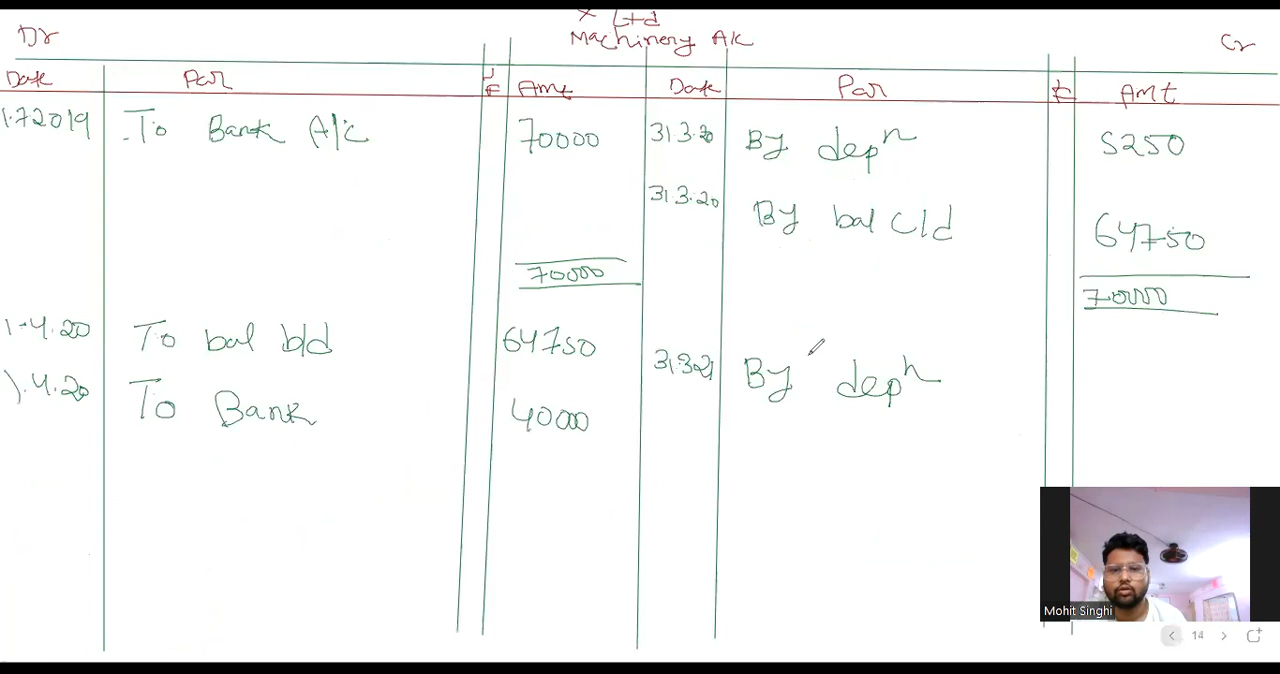 X Ltd
Dr Machinery A/c Cr
Date Par J F Amt Date Par Amt
1.7.2019 To Bank A/c 70000 31.3.20 By depn 5250
31.3.20 By bal c/d 64750
70000 70000
1.4.20 To bal b/d 64750 31.3.21 By depn
1.4.20 To Bank 40000
Mohit Singhi
14